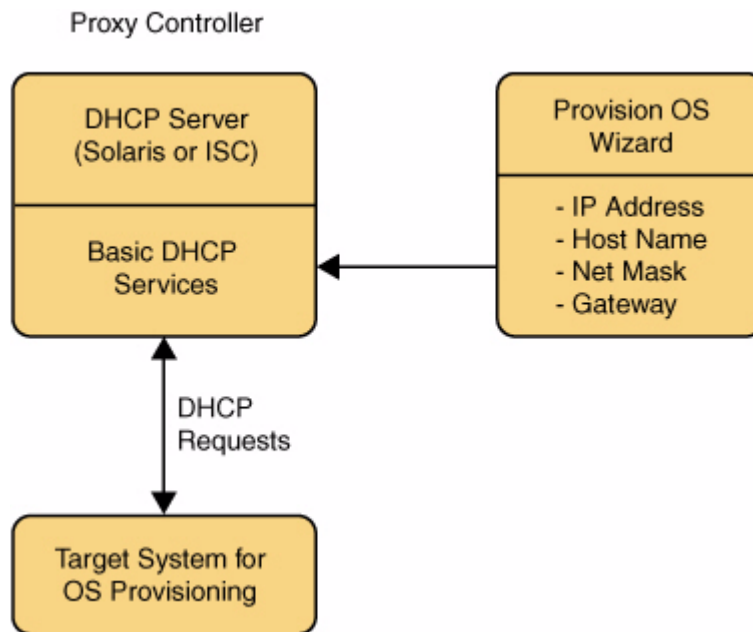 Proxy Controller
DHCP Server
(Solaris or ISC)
Basic DHCP
Services
Provision OS
Wizard
- IP Address
- Host Name
- Net Mask
- Gateway
DHCP
Requests
Target System for
OS Provisioning